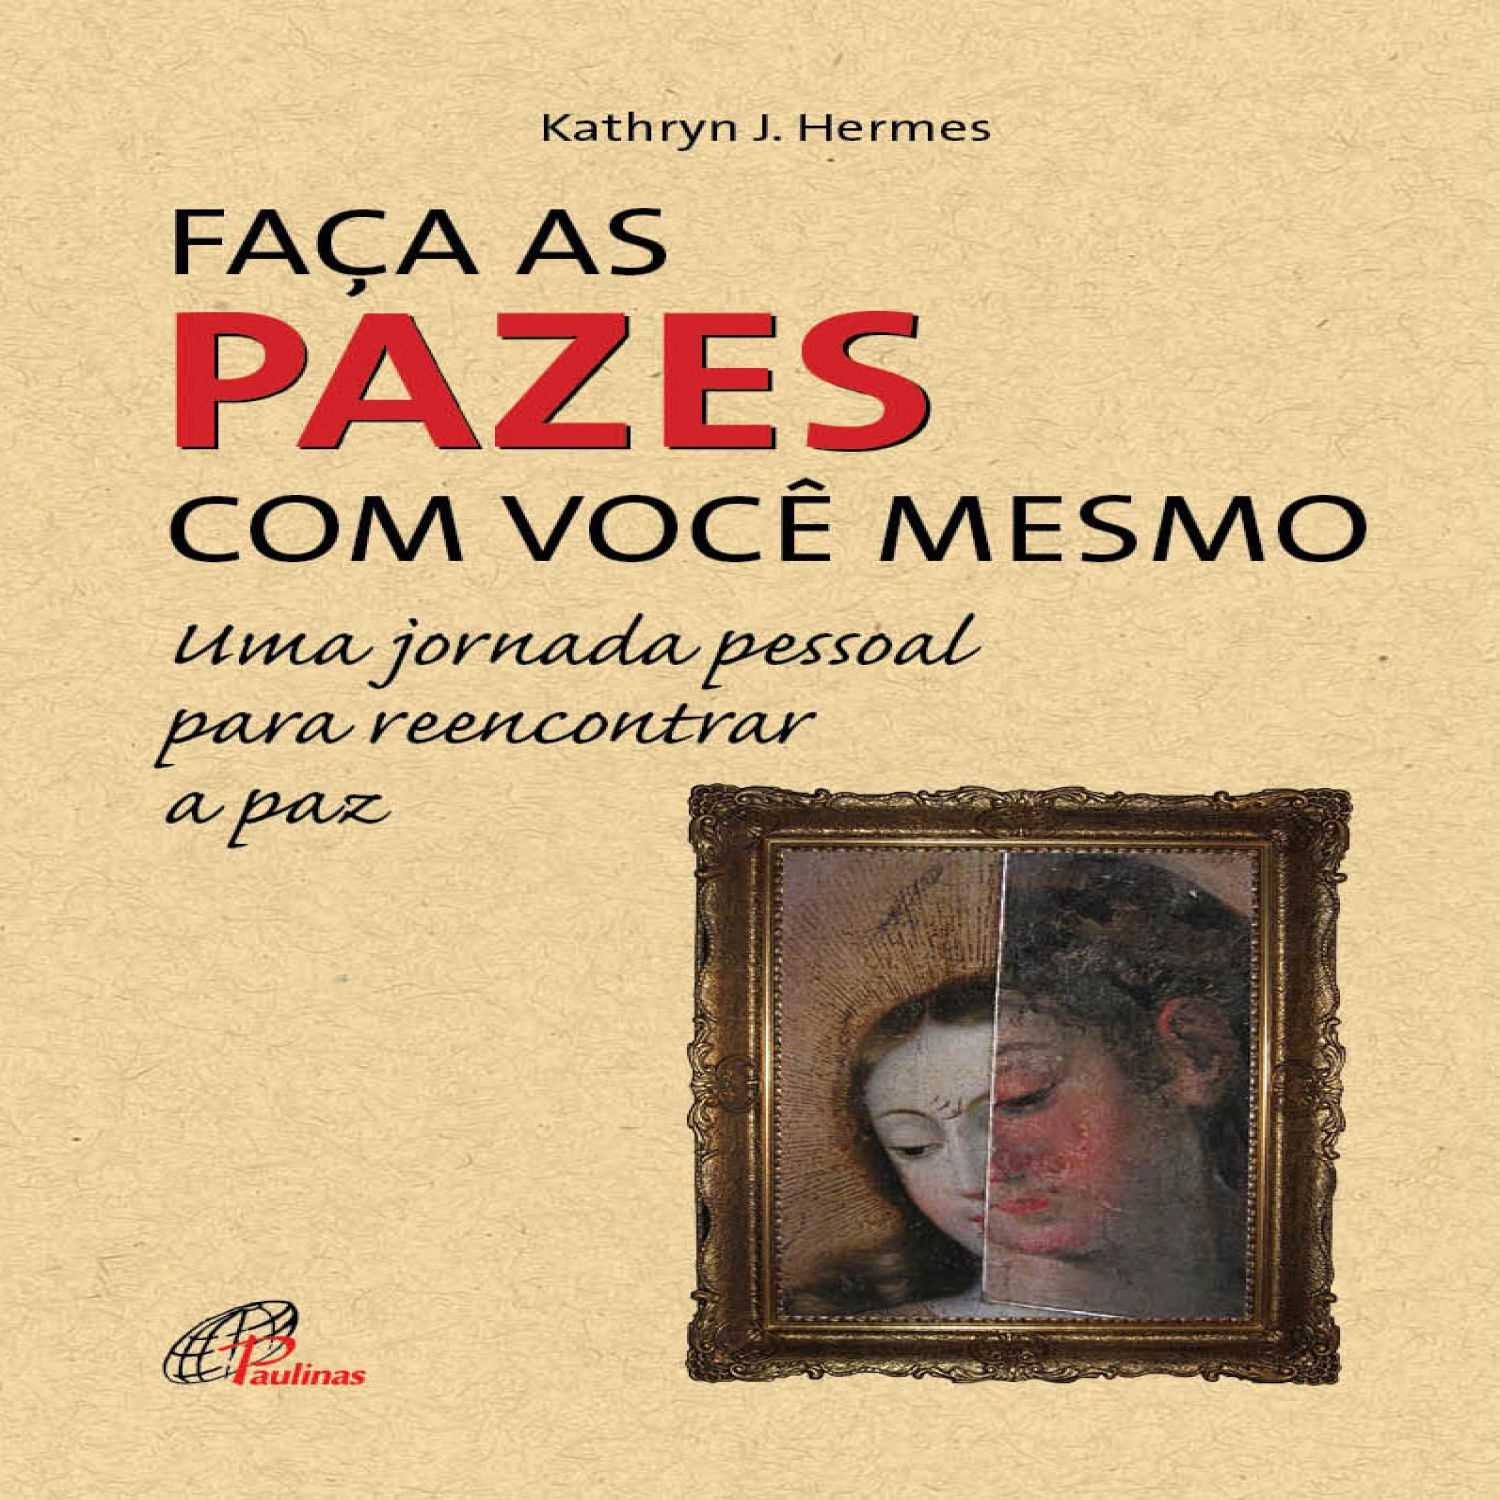 Kathryn J. Hermes
FAÇA AS
PAZES
COM VOCÊ MESMO
Uma jornada pessoal
para reencontrar
a paz
Paulinas